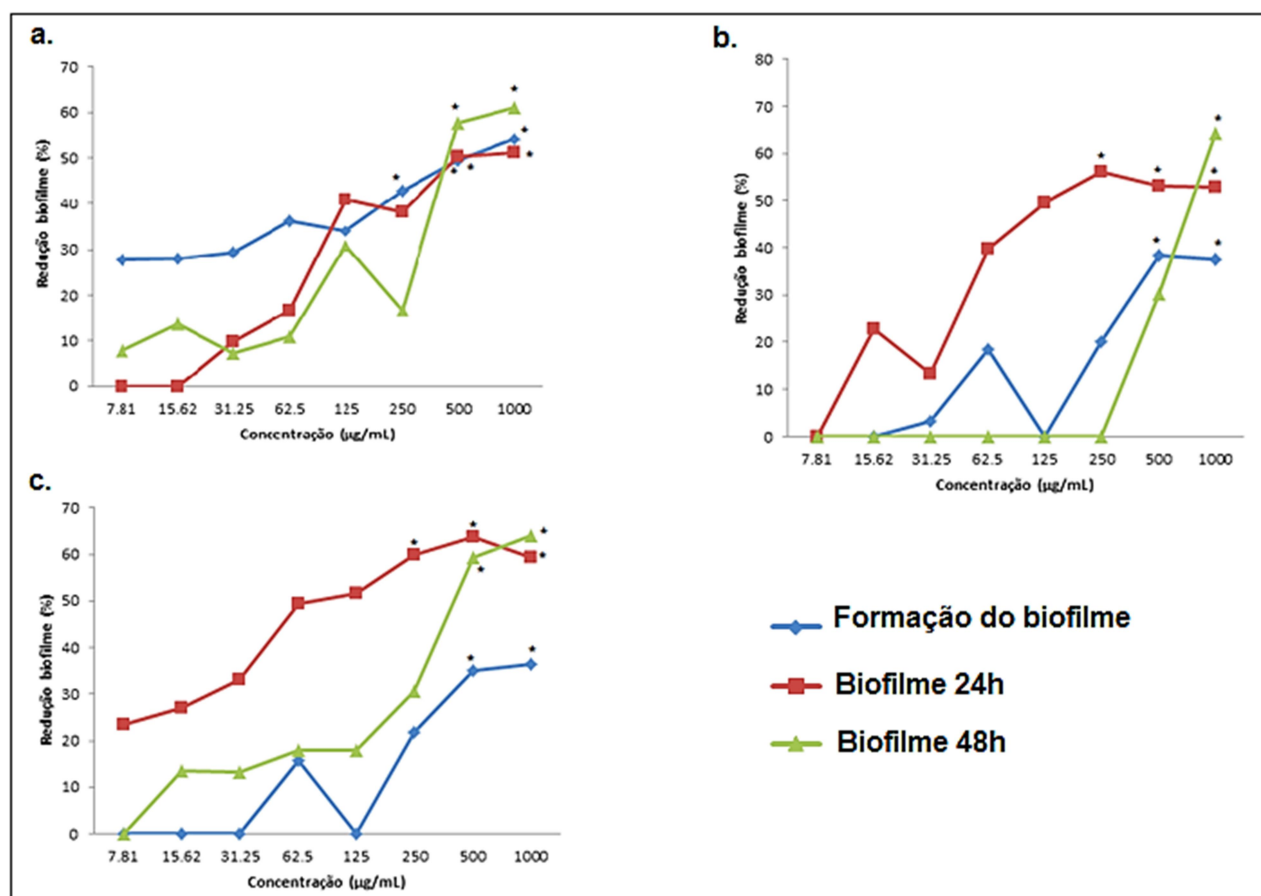 a.
Redução biofilme (%)
70
60
50
40
30
20
10
0
7.81 15.62 31.25 62.5 125 250 500 1000
Concentração (µg/mL)
* * * * * * * *
b.
Redução biofilme (%)
80
70
60
50
40
30
20
10
0
7.81 15.62 31.25 62.5 125 250 500 1000
Concentração (µg/mL)
* * * * * *
c.
Redução biofilme (%)
70
60
50
40
30
20
10
0
7.81 15.62 31.25 62.5 125 250 500 1000
Concentração (µg/mL)
* * * * * * *
Formação do biofilme
Biofilme 24h
Biofilme 48h